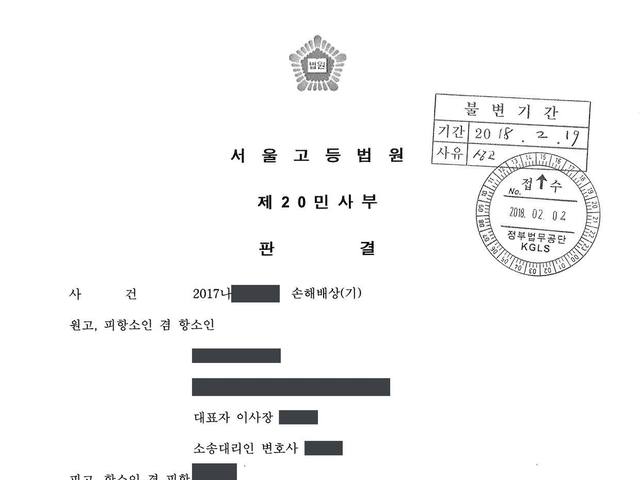 법원
서울고등법원
제20민사부
판 결
불변기간
기간 2018. 2. 19
사유
접수
No.
2018. 02. 02
정부법무공단
KGLS
사 건 2017나 손해배상(기)
원고, 피항소인 겸 항소인
대표자 이사장
소송대리인 변호사
피고, 항소인 겸 피항